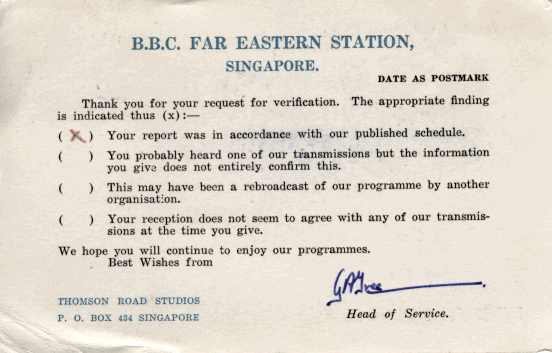 B.B.C. FAR EASTERN STATION,
SINGAPORE.
DATE AS POSTMARK
Thank you for your request for verification. The appropriate finding
is indicated thus (x):—
( X ) Your report was in accordance with our published schedule.
( ) You probably heard one of our transmissions but the information
you give does not entirely confirm this.
( ) This may have been a rebroadcast of our programme by another
organisation.
( ) Your reception does not seem to agree with any of our transmis-
sions at the time you give.
We hope you will continue to enjoy our programmes.
Best Wishes from
THOMSON ROAD STUDIOS
P. O. BOX 434 SINGAPORE
Head of Service.